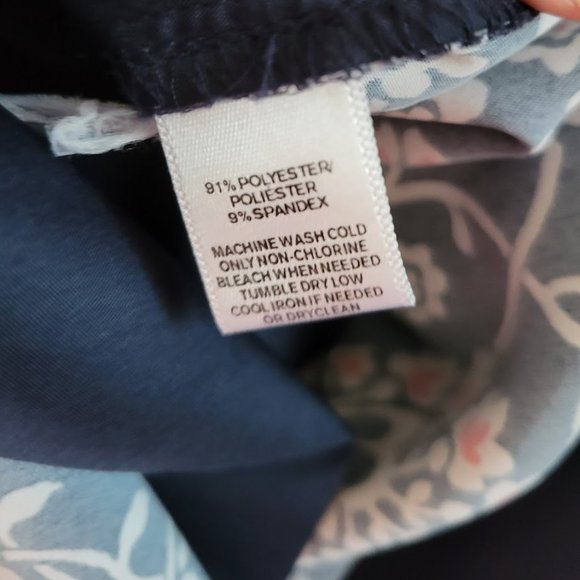 91% POLYESTER/
POLIÉSTER
9% SPANDEX
MACHINE WASH COLD
ONLY NON-CHLORINE
BLEACH WHEN NEEDED
TUMBLE DRY LOW
COOL IRON IF NEEDED
OR DRYCLEAN